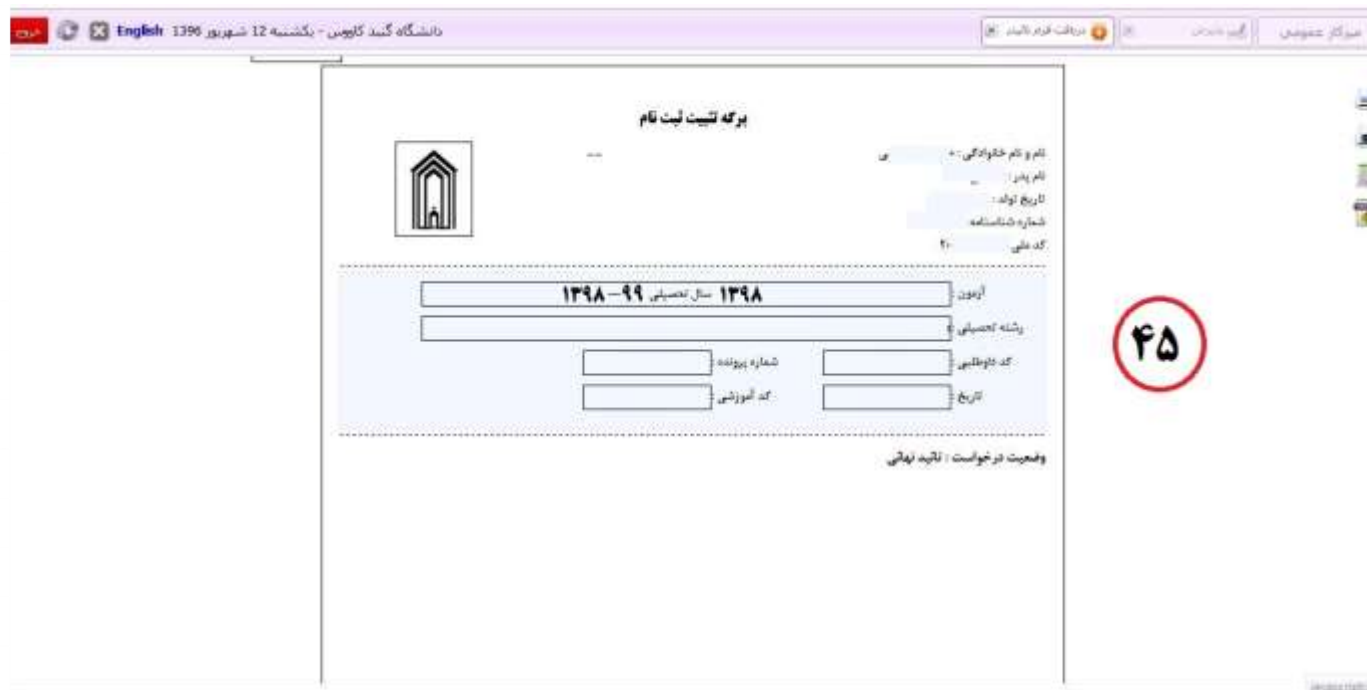 میزکار عمومی
دریافت فرم تائید
دانشگاه گنبد کاووس - یکشنبه 12 شهریور 1396 English خروج
برگه تثبیت ثبت نام
نام و نام خانوادگی : ی
نام پدر :
تاریخ تولد :
شماره شناسنامه
کد ملی ۲۰
آزمون : ۱۳۹۸ سال تحصیلی ۹۹-۱۳۹۸
رشته تحصیلی :
کد داوطلبی : شماره پرونده :
تاریخ : کد آموزشی :
وضعیت درخواست : تائید نهائی
۴۵